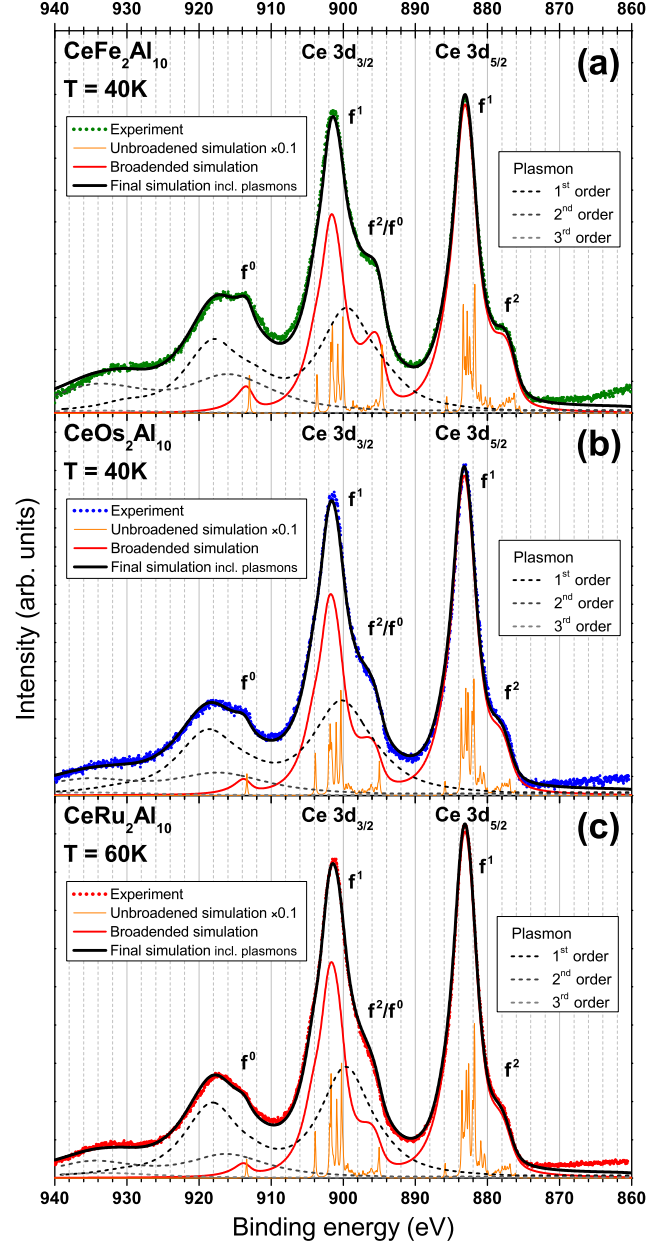 940 930 920 910 900 890 880 870 860
CeFe₂Al₁₀ Ce 3d₃/₂ Ce 3d₅/₂ (a)
T = 40K
f¹ f¹
Experiment
Unbroadened simulation ×0.1
Broadended simulation
Final simulation incl. plasmons
Plasmon
1ˢᵗ order
2ⁿᵈ order
3ʳᵈ order
f²/f⁰
f⁰
f²
CeOs₂Al₁₀ Ce 3d₃/₂ Ce 3d₅/₂ (b)
T = 40K
f¹ f¹
Experiment
Unbroadened simulation ×0.1
Broadended simulation
Final simulation incl. plasmons
Plasmon
1ˢᵗ order
2ⁿᵈ order
3ʳᵈ order
f²/f⁰
f⁰
f²
Intensity (arb. units)
CeRu₂Al₁₀ Ce 3d₃/₂ Ce 3d₅/₂ (c)
T = 60K
f¹ f¹
Experiment
Unbroadened simulation ×0.1
Broadended simulation
Final simulation incl. plasmons
Plasmon
1ˢᵗ order
2ⁿᵈ order
3ʳᵈ order
f²/f⁰
f⁰
f²
940 930 920 910 900 890 880 870 860
Binding energy (eV)